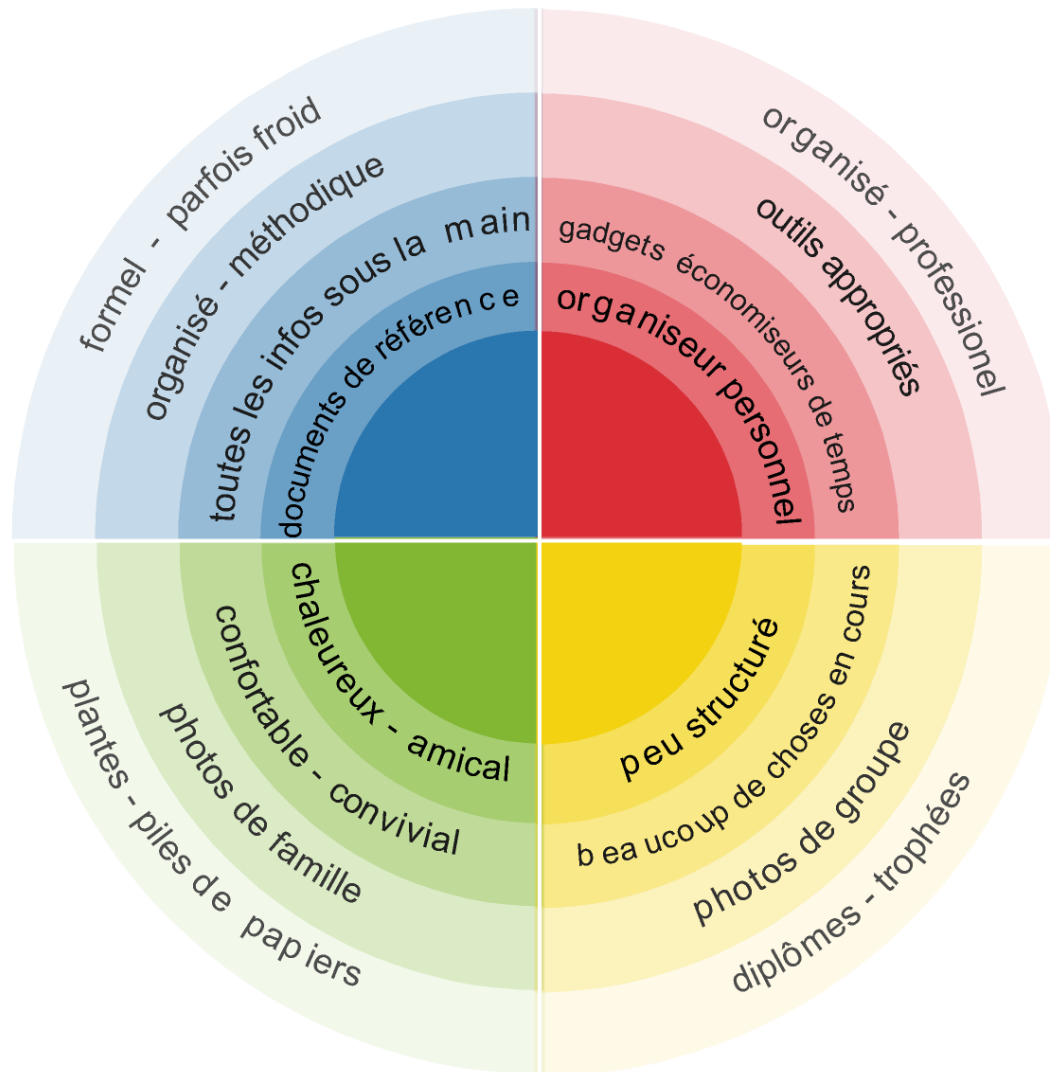 formel - parfois froid
organisé - méthodique
toutes les infos sous la main
documents de référence
organisé - professionel
outils appropriés
gadgets économiseurs de temps
organiseur personnel
chaleureux - amical
confortable - convivial
photos de famille
plantes - piles de papiers
peu structuré
beaucoup de choses en cours
photos de groupe
diplômes - trophées